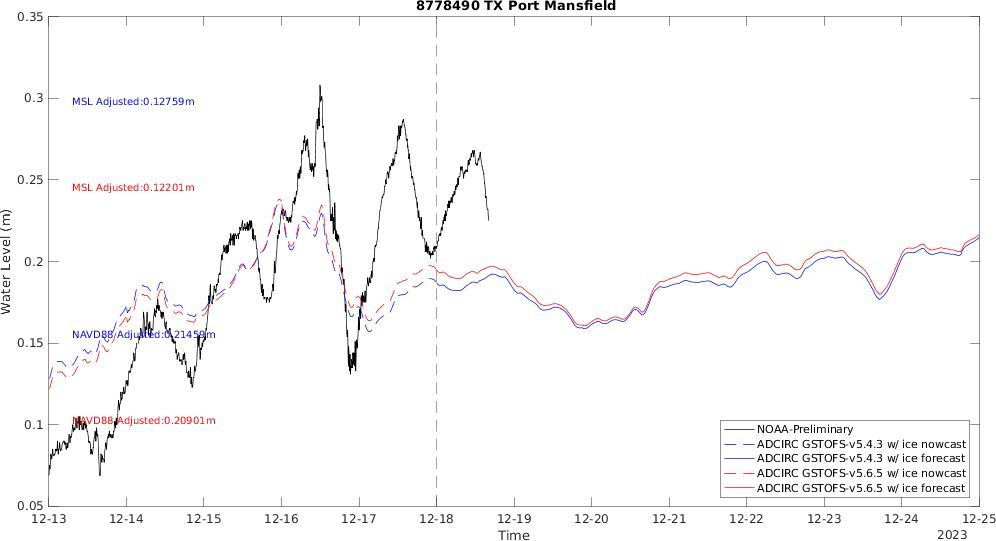 8778490 TX Port Mansfield
Water Level (m)
0.35
0.3
0.25
0.2
0.15
0.1
0.05
MSL Adjusted:0.12759m
MSL Adjusted:0.12201m
NAVD88 Adjusted:0.21459m
NAVD88 Adjusted:0.20901m
NOAA-Preliminary
ADCIRC GSTOFS-v5.4.3 w/ ice nowcast
ADCIRC GSTOFS-v5.4.3 w/ ice forecast
ADCIRC GSTOFS-v5.6.5 w/ ice nowcast
ADCIRC GSTOFS-v5.6.5 w/ ice forecast
12-13 12-14 12-15 12-16 12-17 12-18 12-19 12-20 12-21 12-22 12-23 12-24 12-25
Time
2023